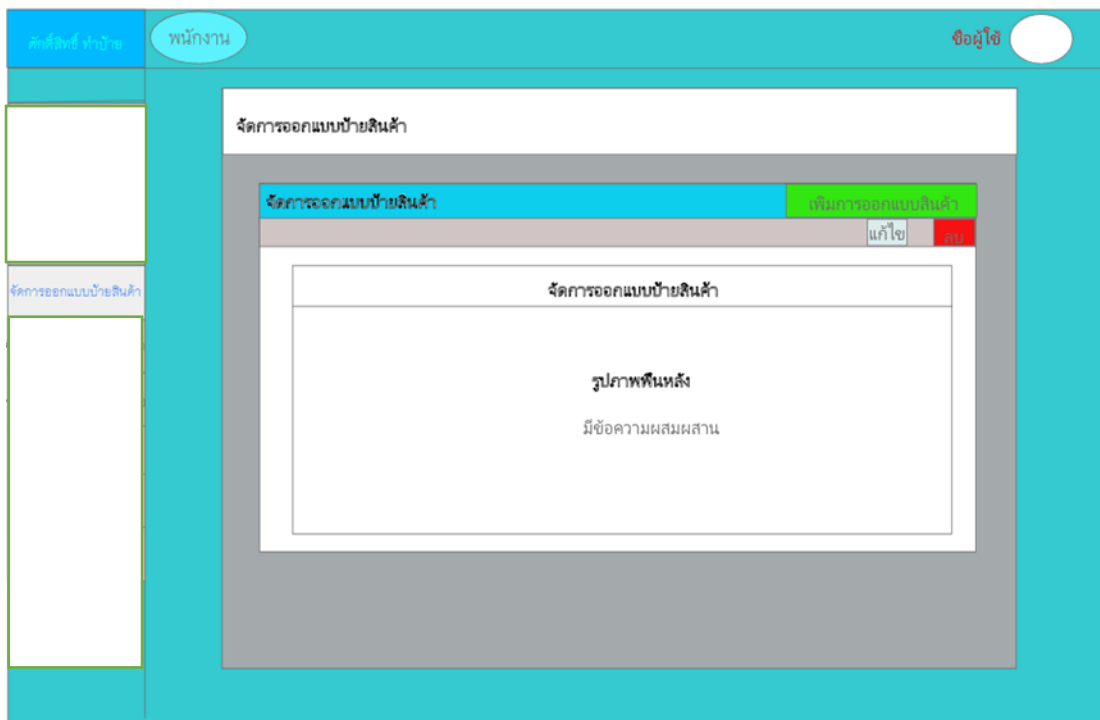 ศักดิ์สิทธิ์ ทำป้าย
พนักงาน
ชื่อผู้ใช้
จัดการออกแบบป้ายสินค้า
จัดการออกแบบป้ายสินค้า
เพิ่มการออกแบบสินค้า
แก้ไข
ลบ
จัดการออกแบบป้ายสินค้า
จัดการออกแบบป้ายสินค้า
รูปภาพพื้นหลัง
มีข้อความผสมผสาน